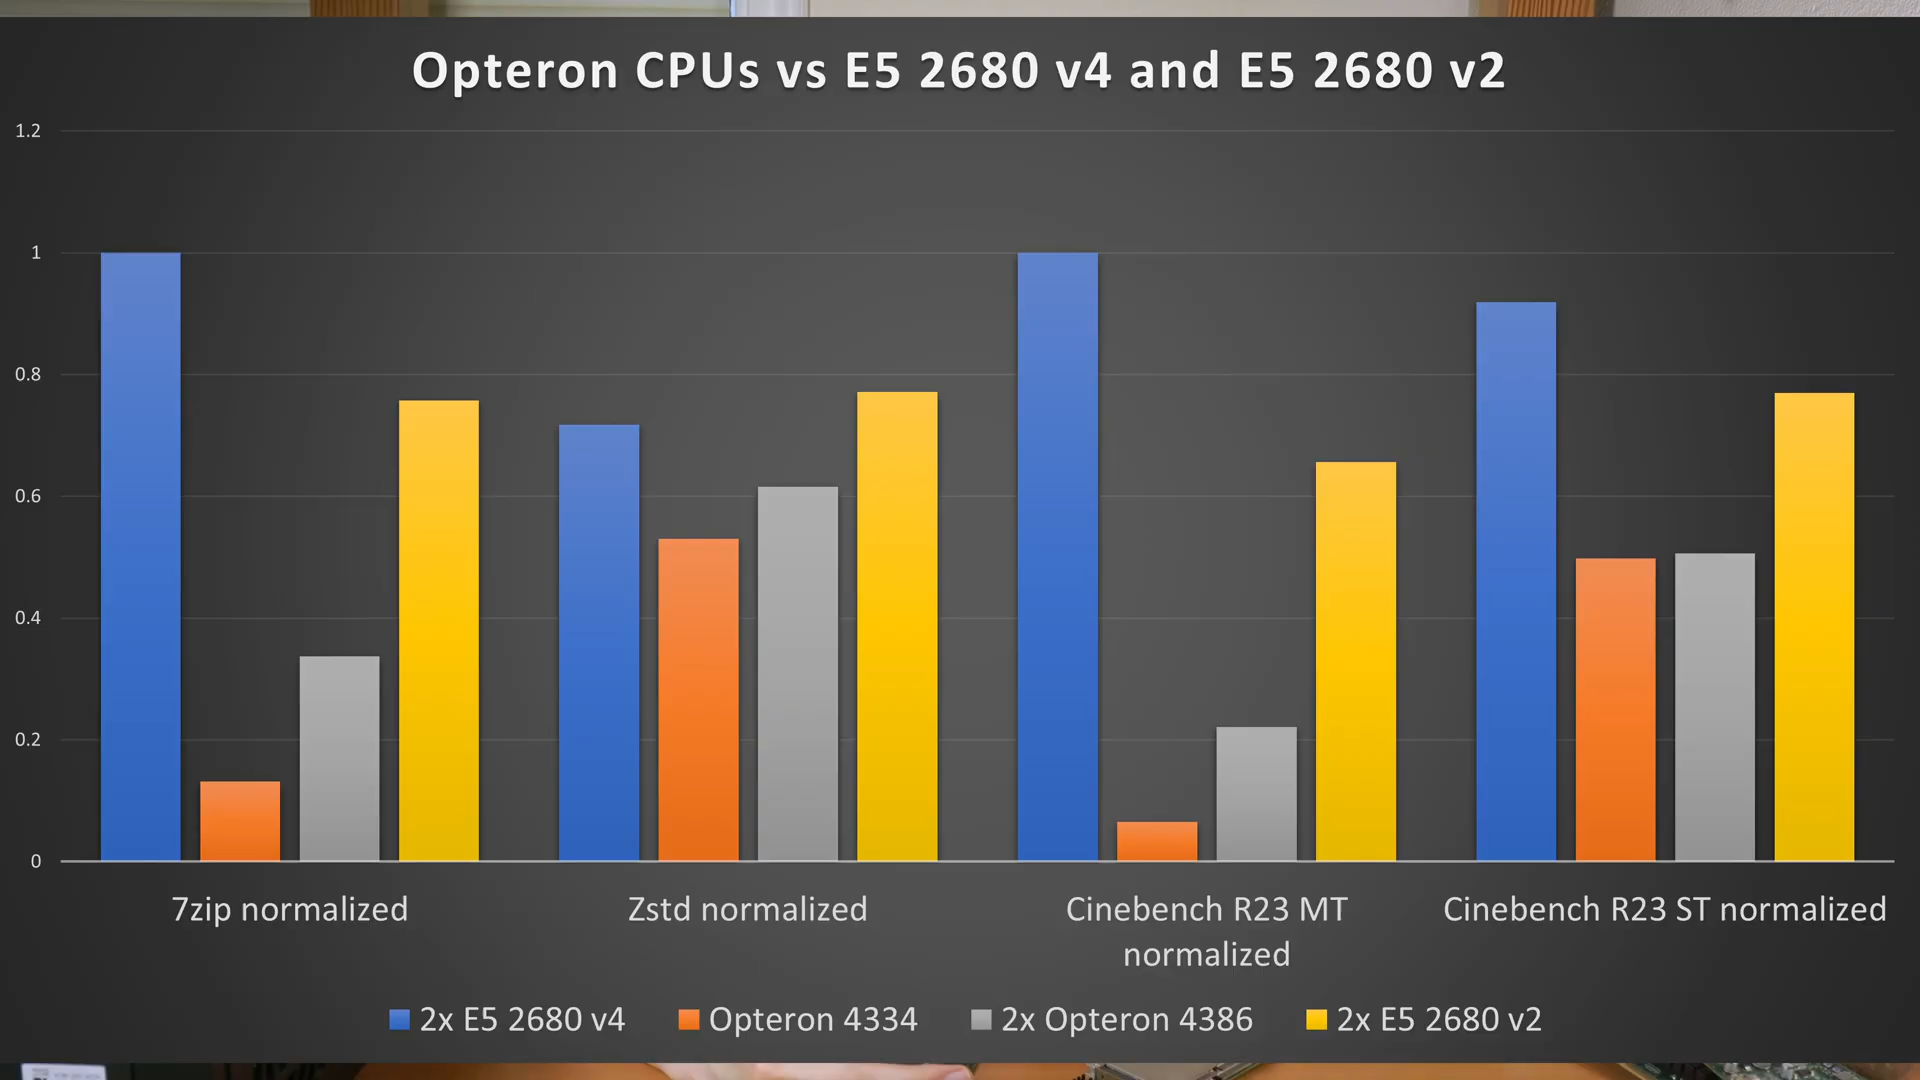 Opteron CPUs vs E5 2680 v4 and E5 2680 v2
1.2
1
0.8
0.6
0.4
0.2
0
7zip normalized
Zstd normalized
Cinebench R23 MT
normalized
Cinebench R23 ST normalized
2x E5 2680 v4
Opteron 4334
2x Opteron 4386
2x E5 2680 v2